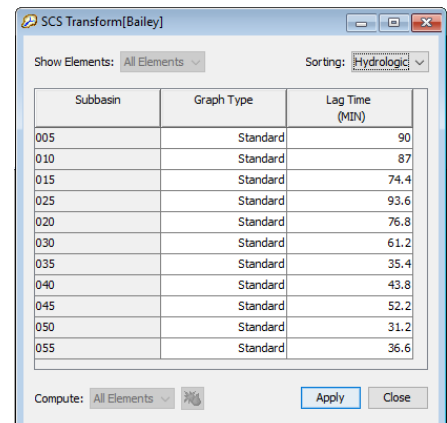 SCS Transform[Bailey]
Show Elements: All Elements Sorting: Hydrologic
Subbasin Graph Type Lag Time
(MIN)
005 Standard 90
010 Standard 87
015 Standard 74.4
025 Standard 93.6
020 Standard 76.8
030 Standard 61.2
035 Standard 35.4
040 Standard 43.8
045 Standard 52.2
050 Standard 31.2
055 Standard 36.6
Compute: All Elements Apply Close